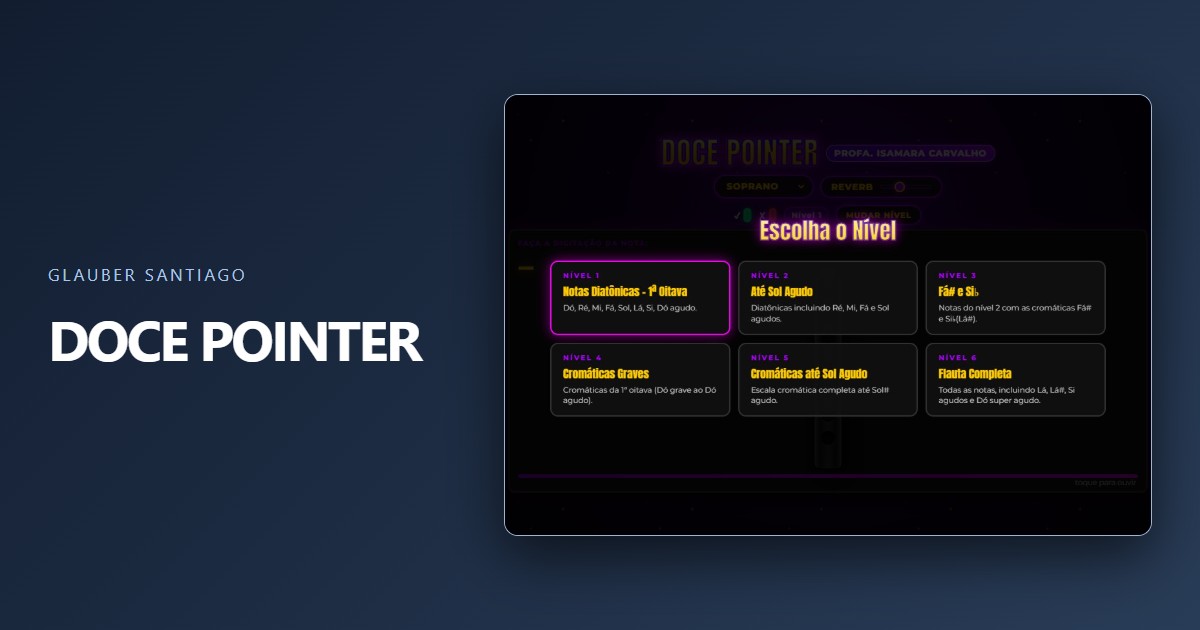 GLAUBER SANTIAGO
DOCE POINTER
DOCE POINTER
PROFA. ISAMARA CARVALHO
SOPRANO
REVERB
Nível 1
MUDAR NÍVEL
Escolha o Nível
NÍVEL 1
Notas Diatônicas - 1ª Oitava
Dó, Ré, Mi, Fá, Sol, Lá, Si, Dó agudo.
NÍVEL 2
Até Sol Agudo
Diatônicas incluindo Ré, Mi, Fá e Sol
agudos.
NÍVEL 3
Fá# e Si♭
Notas do nível 2 com as cromáticas Fá#
e Si♭(Lá#).
NÍVEL 4
Cromáticas Graves
Cromáticas da 1ª oitava (Dó grave ao Dó
agudo).
NÍVEL 5
Cromáticas até Sol Agudo
Escala cromática completa até Sol#
agudo.
NÍVEL 6
Flauta Completa
Todas as notas, incluindo Lá, Lá#, Si
agudos e Dó super agudo.
toque para ouvir